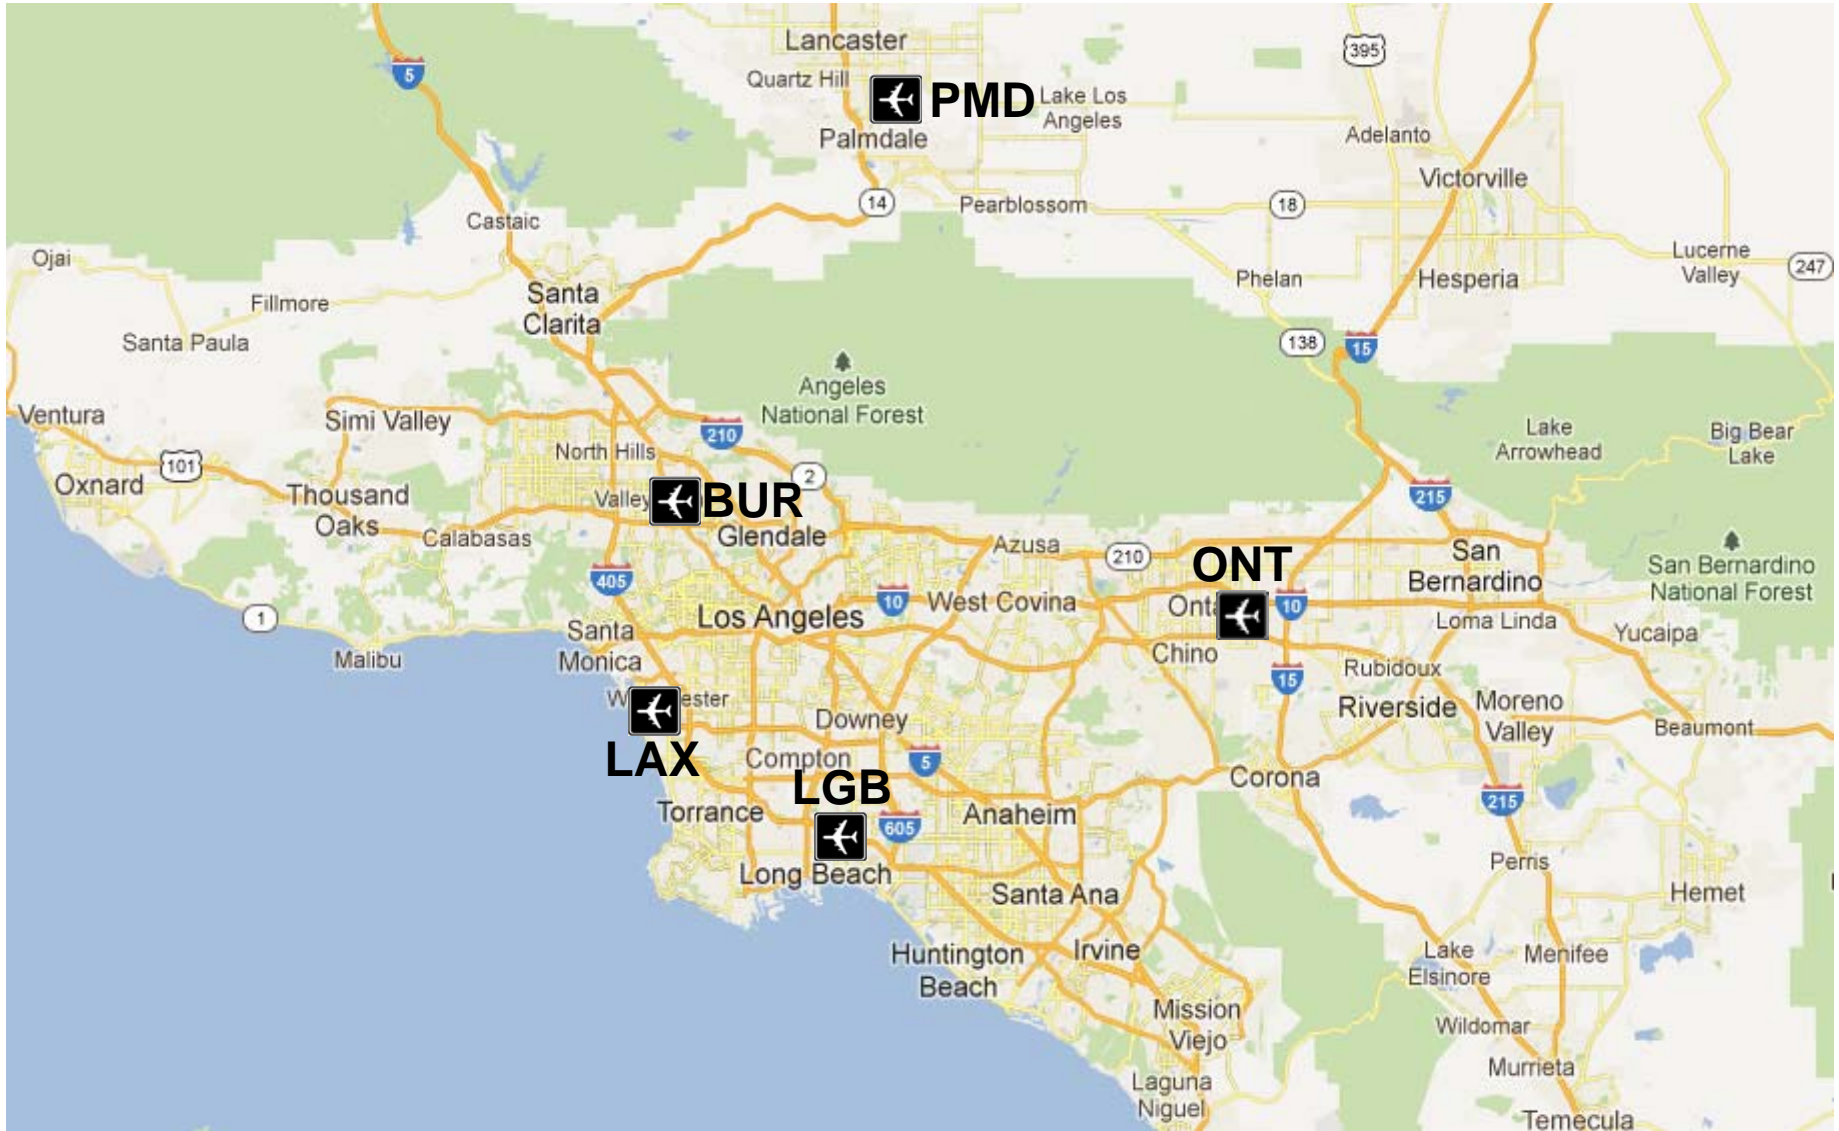 Lancaster
395
5
Quartz Hill
PMD
Lake Los
Angeles
Palmdale
Adelanto
Victorville
14
Pearblossom
18
Castaic
Ojai
Lucerne
Valley
247
Phelan
Hesperia
Santa
Clarita
Fillmore
Santa Paula
138
15
Angeles
National Forest
Ventura
Simi Valley
210
Lake
Arrowhead
Big Bear
Lake
North Hills
101
2
Oxnard
Thousand
Oaks
Valley
BUR
215
Calabasas
Glendale
Azusa
210
ONT
San
Bernardino
San Bernardino
National Forest
405
10
West Covina
10
Los Angeles
1
Santa
Monica
Loma Linda
Yucaipa
Malibu
Chino
Rubidoux
15
Riverside
Moreno
Valley
Downey
Beaumont
LAX
Compton
5
Corona
LGB
Torrance
605
Anaheim
215
Long Beach
Perris
Santa Ana
Hemet
Huntington
Beach
Irvine
Lake
Elsinore
Menifee
Mission
Viejo
Wildomar
Murrieta
Laguna
Niguel
Temecula